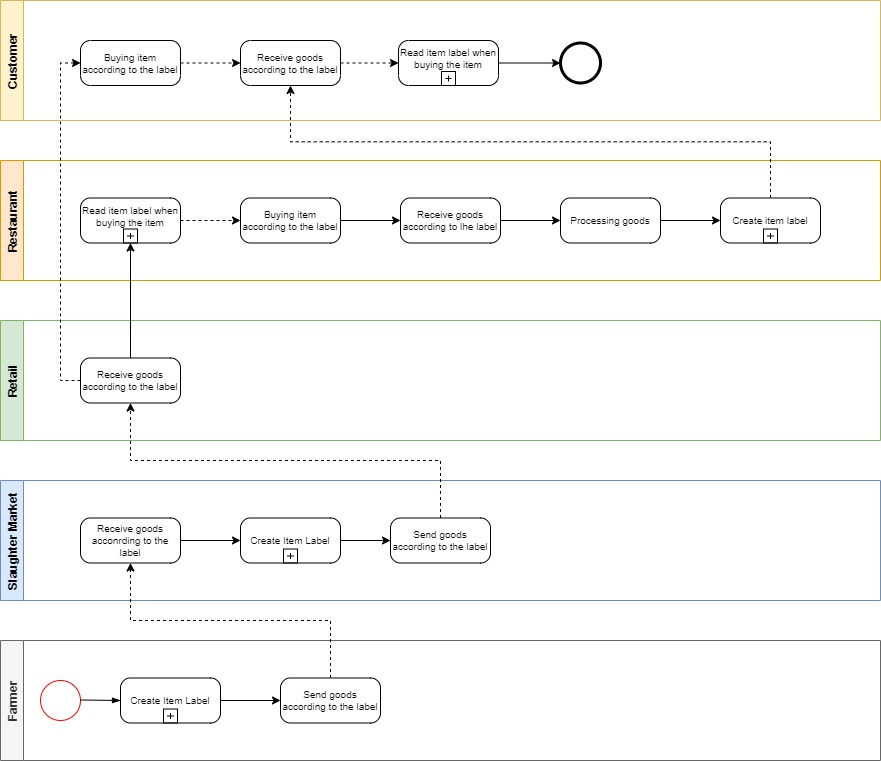 Customer
Buying item
according to the label
Receive goods
according to the label
Read item label when
buying the item
Restaurant
Read item label when
buying the item
Buying item
according to the label
Receive goods
according to lhe label
Processing goods
Create item label
Retail
Receive goods
according to the label
Slaughter Market
Receive goods
acconrding to the
label
Create Item Label
Send goods
according to the label
Farmer
Create Item Label
Send goods
according to the label